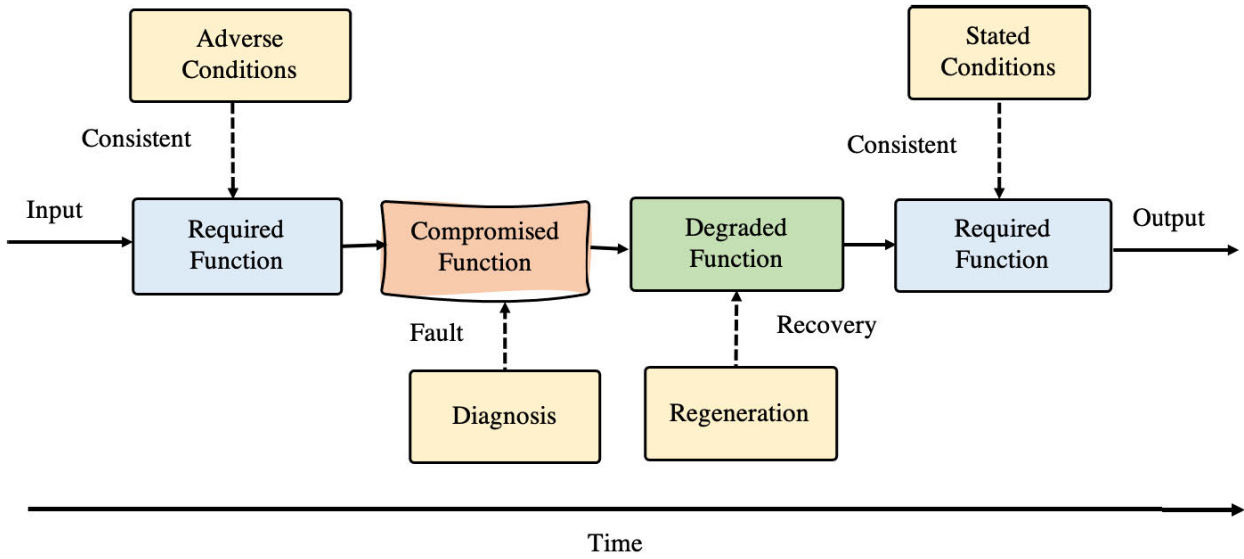 Adverse
Conditions
Stated
Conditions
Consistent
Consistent
Input
Required
Function
Compromised
Function
Degraded
Function
Required
Function
Output
Fault
Recovery
Diagnosis
Regeneration
Time